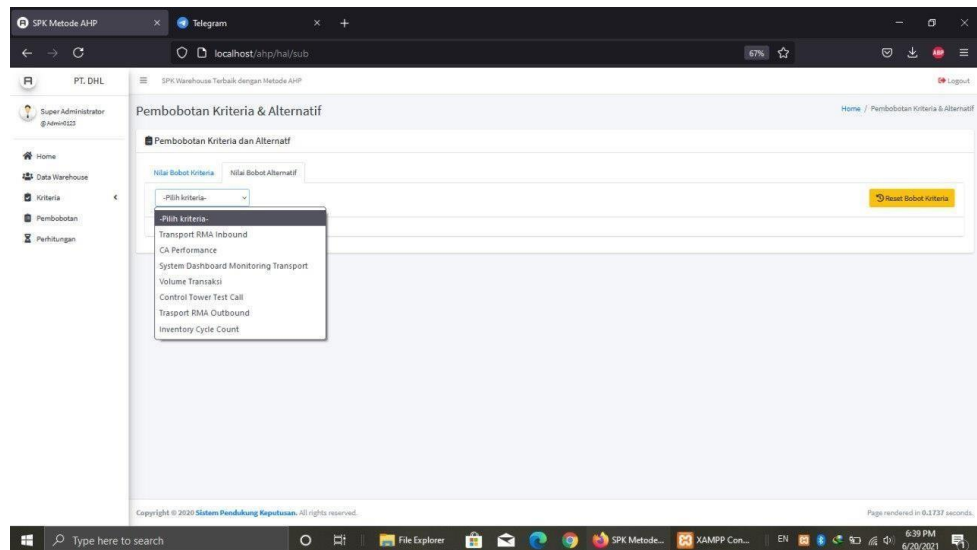 SPK Metode AHP
Telegram
localhost/ahp/hal/sub
67%
ABP
PT. DHL
SPK Warehouse Terbaik dengan Metode AHP
Logout
Super Administrator
@Admin0123
Pembobotan Kriteria & Alternatif
Home / Pembobotan Kriteria & Alternatif
Home
Data Warehouse
Kriteria
Pembobotan
Perhitungan
Pembobotan Kriteria dan Alternatf
Nilai Bobot Kriteria
Nilai Bobot Alternatif
-Pilih kriteria-
Reset Bobot Kriteria
-Pilih kriteria-
Transport RMA Inbound
CA Performance
System Dashboard Monitoring Transport
Volume Transaksi
Control Tower Test Call
Trasport RMA Outbound
Inventory Cycle Count
Copyright © 2020 Sistem Pendukung Keputusan. All rights reserved.
Page rendered in 0.1737 seconds.
Type here to search
File Explorer
SPK Metode...
XAMPP Con...
EN
6:39 PM
6/20/2021